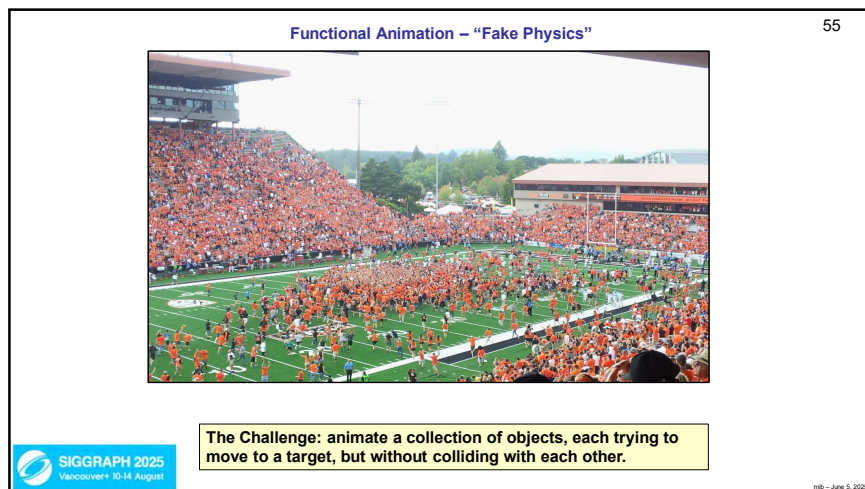 Functional Animation – “Fake Physics”
55
The Challenge: animate a collection of objects, each trying to
move to a target, but without colliding with each other.
SIGGRAPH 2025
Vancouver+ 10-14 August
mjb – June 5, 202